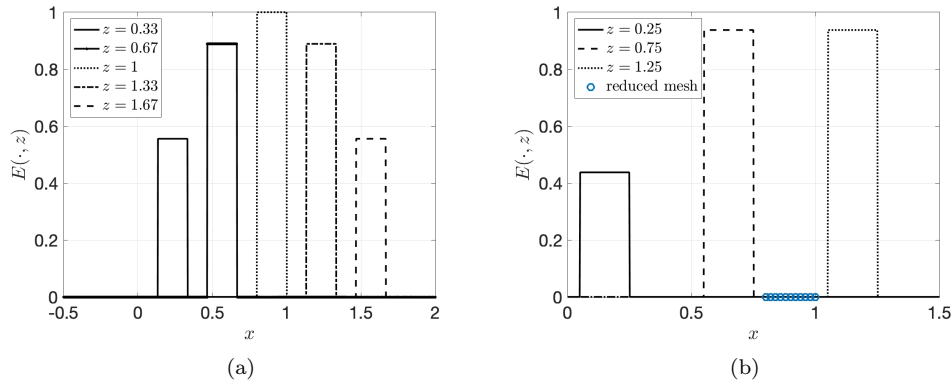 1
0.8
0.6
0.4
0.2
0
E(·, z)
z = 0.33
z = 0.67
z = 1
z = 1.33
z = 1.67
-0.5 0 0.5 1 1.5 2
x
(a)
1
0.8
0.6
0.4
0.2
0
E(·, z)
z = 0.25
z = 0.75
z = 1.25
reduced mesh
0 0.5 1 1.5
x
(b)